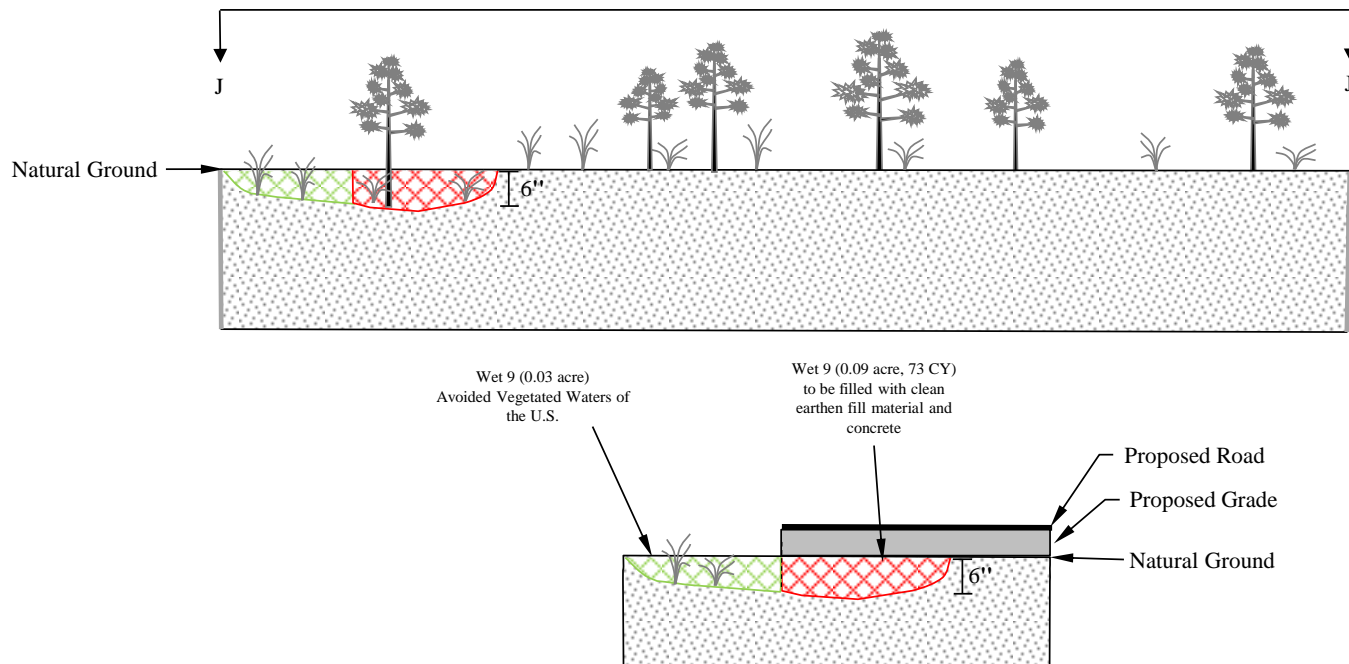 J
J
Natural Ground
6"
Wet 9 (0.03 acre)
Avoided Vegetated Waters of
the U.S.
Wet 9 (0.09 acre, 73 CY)
to be filled with clean
earthen fill material and
concrete
Proposed Road
Proposed Grade
Natural Ground
6"